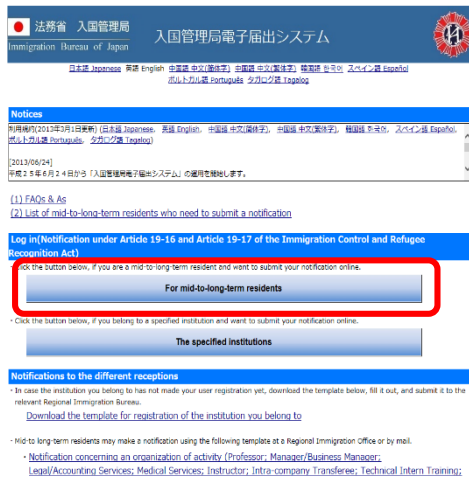 法務省 入国管理局
Immigration Bureau of Japan
入国管理局電子届出システム
日本語 Japanese 英語 English 中国語 中文(简体字) 中国語 中文(繁体字) 韓国語 한국어 スペイン語 Español
ポルトガル語 Português タガログ語 Tagalog
Notices
利用規約(2013年3月1日更新) (日本語 Japanese、 英語 English、 中国語 中文(简体字)、 中国語 中文(繁体字)、 韓国語 한국어、 スペイン語 Español、
ポルトガル語 Português、 タガログ語 Tagalog)
[2013/06/24]
平成２５年６月２４日から「入国管理局電子届出システム」の運用を開始します。
(1) FAQs & As
(2) List of mid-to-long-term residents who need to submit a notification
Log in(Notification under Article 19-16 and Article 19-17 of the Immigration Control and Refugee
Recognition Act)
・Click the button below, if you are a mid-to-long-term resident and want to submit your notification online.
For mid-to-long-term residents
・Click the button below, if you belong to a specified institution and want to submit your notification online.
The specified institutions
Notifications to the different receptions
・In case the institution you belong to has not made your user registration yet, download the template below, fill it out, and submit it to the
relevant Regional Immigration Bureau.
Download the template for registration of the institution you belong to
・Mid-to long-term residents may make a notification using the following template at a Regional Immigration Office or by mail.
・Notification concerning an organization of activity (Professor; Manager/Business Manager;
Legal/Accounting Services; Medical Services; Instructor; Intra-company Transferee; Technical Intern Training;